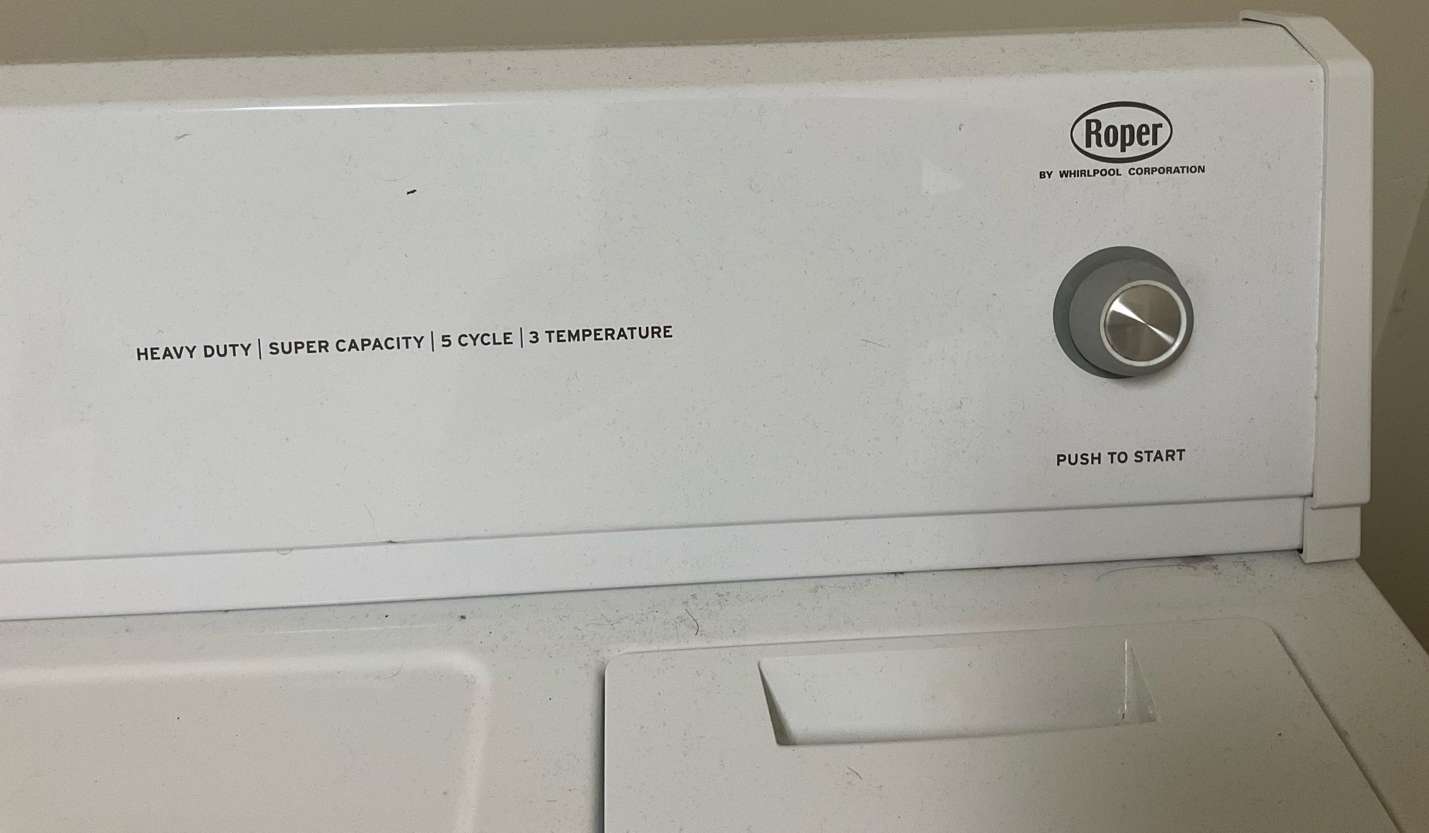 Roper
BY WHIRLPOOL CORPORATION
HEAVY DUTY | SUPER CAPACITY | 5 CYCLE | 3 TEMPERATURE
PUSH TO START